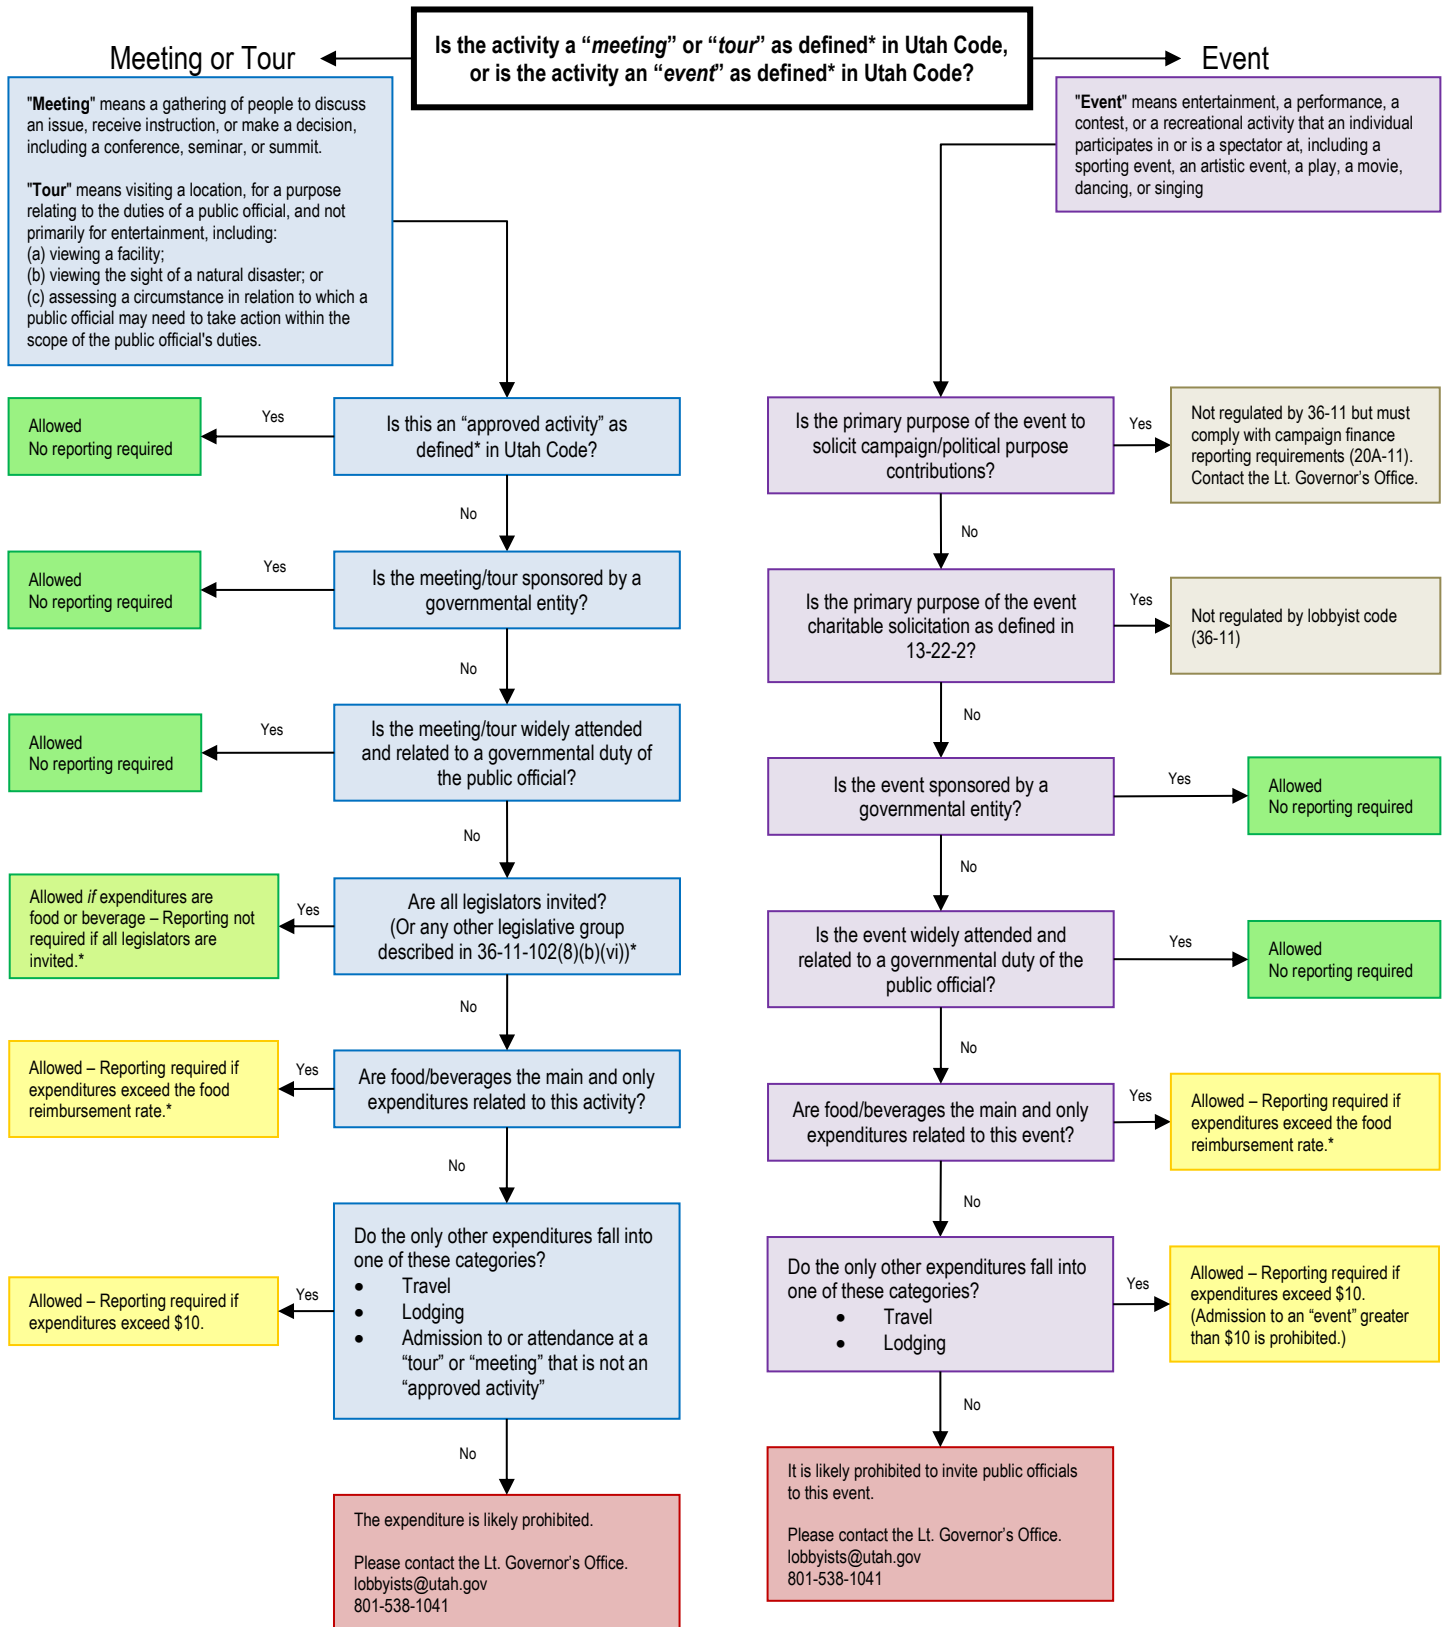 Is the activity a “meeting” or “tour” as defined* in Utah Code,
or is the activity an “event” as defined* in Utah Code?
Meeting or Tour
"Meeting" means a gathering of people to discuss
an issue, receive instruction, or make a decision,
including a conference, seminar, or summit.
"Tour" means visiting a location, for a purpose
relating to the duties of a public official, and not
primarily for entertainment, including:
(a) viewing a facility;
(b) viewing the sight of a natural disaster; or
(c) assessing a circumstance in relation to which a
public official may need to take action within the
scope of the public official's duties.
Is this an “approved activity” as
defined* in Utah Code?
Yes
Allowed
No reporting required
No
Is the meeting/tour sponsored by a
governmental entity?
Yes
Allowed
No reporting required
No
Is the meeting/tour widely attended
and related to a governmental duty of
the public official?
Yes
Allowed
No reporting required
No
Are all legislators invited?
(Or any other legislative group
described in 36-11-102(8)(b)(vi))*
Yes
Allowed if expenditures are
food or beverage – Reporting not
required if all legislators are
invited.*
No
Are food/beverages the main and only
expenditures related to this activity?
Yes
Allowed – Reporting required if
expenditures exceed the food
reimbursement rate.*
No
Do the only other expenditures fall into
one of these categories?
• Travel
• Lodging
• Admission to or attendance at a
“tour” or “meeting” that is not an
“approved activity”
Yes
Allowed – Reporting required if
expenditures exceed $10.
No
The expenditure is likely prohibited.
Please contact the Lt. Governor’s Office.
lobbyists@utah.gov
801-538-1041
Event
"Event" means entertainment, a performance, a
contest, or a recreational activity that an individual
participates in or is a spectator at, including a
sporting event, an artistic event, a play, a movie,
dancing, or singing
Is the primary purpose of the event to
solicit campaign/political purpose
contributions?
Yes
Not regulated by 36-11 but must
comply with campaign finance
reporting requirements (20A-11).
Contact the Lt. Governor’s Office.
No
Is the primary purpose of the event
charitable solicitation as defined in
13-22-2?
Yes
Not regulated by lobbyist code
(36-11)
No
Is the event sponsored by a
governmental entity?
Yes
Allowed
No reporting required
No
Is the event widely attended and
related to a governmental duty of the
public official?
Yes
Allowed
No reporting required
No
Are food/beverages the main and only
expenditures related to this event?
Yes
Allowed – Reporting required if
expenditures exceed the food
reimbursement rate.*
No
Do the only other expenditures fall into
one of these categories?
• Travel
• Lodging
Yes
Allowed – Reporting required if
expenditures exceed $10.
(Admission to an “event” greater
than $10 is prohibited.)
No
It is likely prohibited to invite public officials
to this event.
Please contact the Lt. Governor’s Office.
lobbyists@utah.gov
801-538-1041